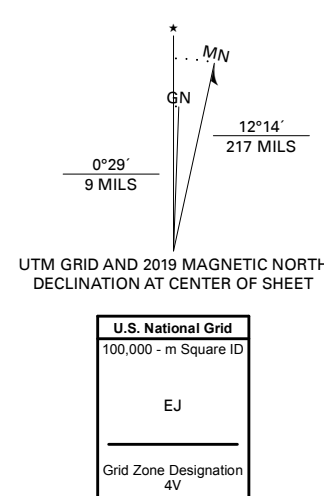 ★
MN
GN
12°14´
217 MILS
0°29´
9 MILS
UTM GRID AND 2019 MAGNETIC NORTH
DECLINATION AT CENTER OF SHEET
U.S. National Grid
100,000 - m Square ID
EJ
Grid Zone Designation
4V